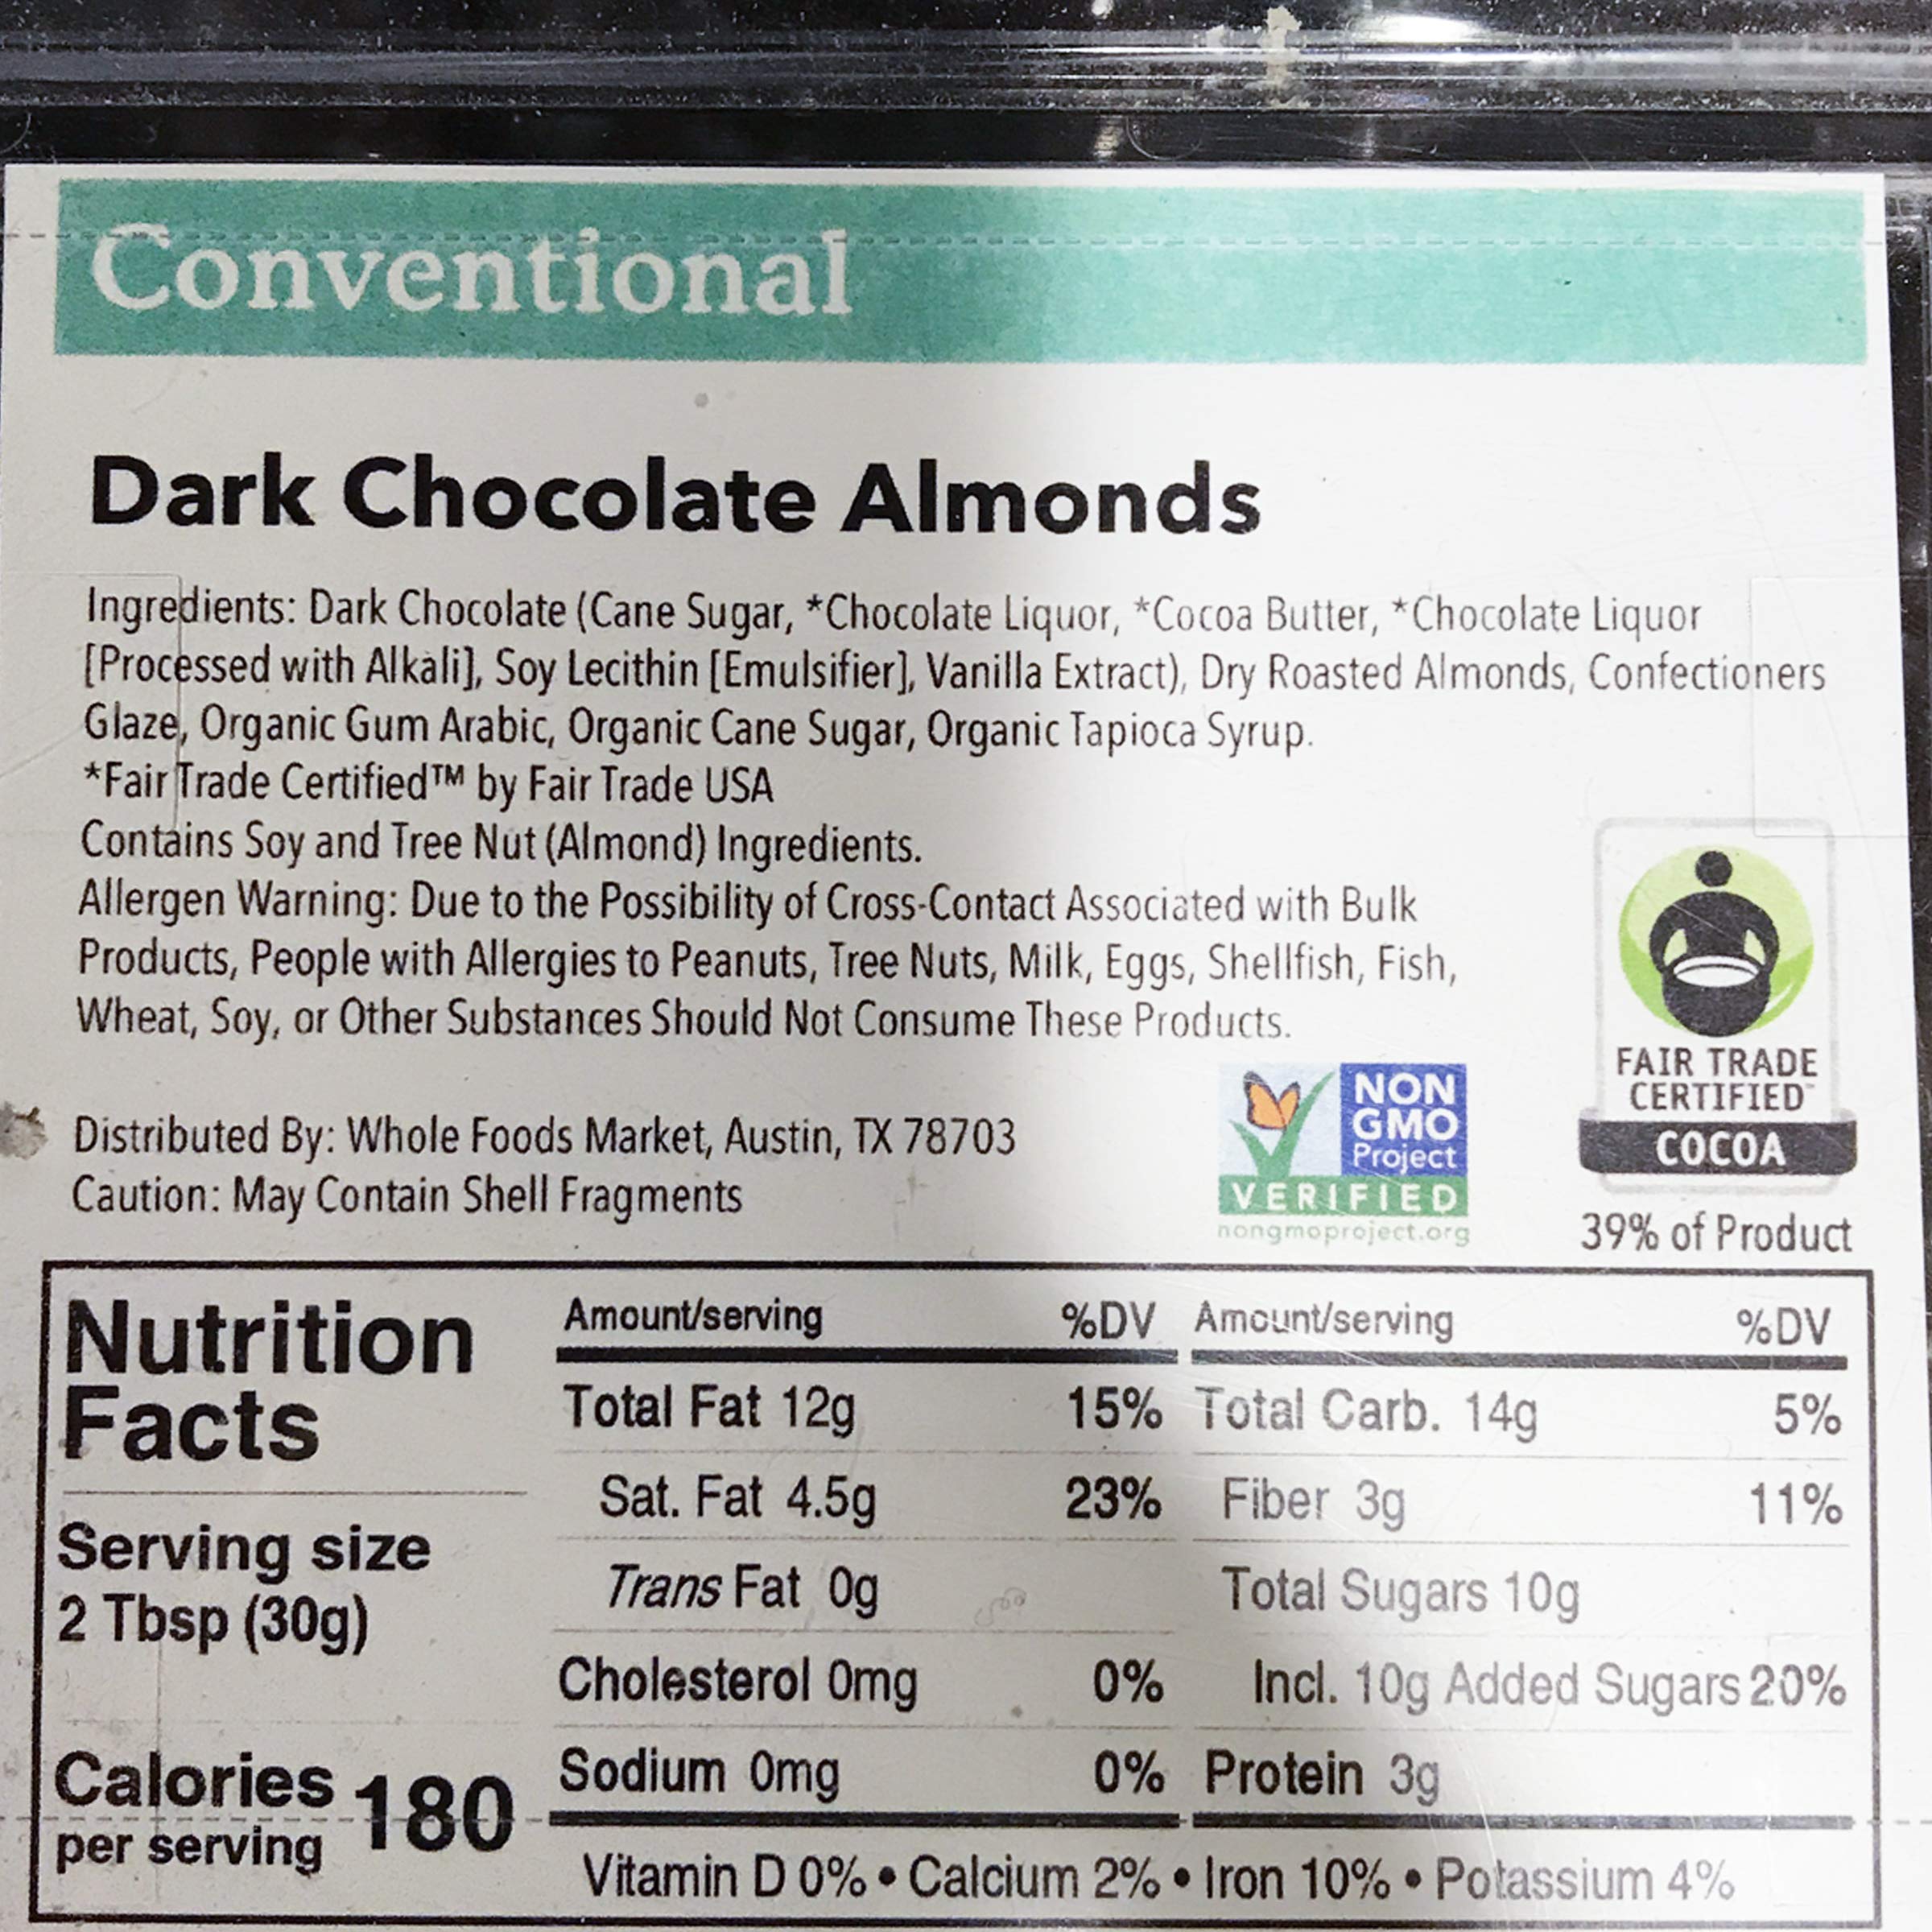 Conventional
Dark Chocolate Almonds
Ingredients: Dark Chocolate (Cane Sugar, *Chocolate Liquor, *Cocoa Butter, *Chocolate Liquor
[Processed with Alkali], Soy Lecithin [Emulsifier], Vanilla Extract), Dry Roasted Almonds, Confectioners
Glaze, Organic Gum Arabic, Organic Cane Sugar, Organic Tapioca Syrup.
*Fair Trade Certified™ by Fair Trade USA
Contains Soy and Tree Nut (Almond) Ingredients.
Allergen Warning: Due to the Possibility of Cross-Contact Associated with Bulk
Products, People with Allergies to Peanuts, Tree Nuts, Milk, Eggs, Shellfish, Fish,
Wheat, Soy, or Other Substances Should Not Consume These Products.
Distributed By: Whole Foods Market, Austin, TX 78703
Caution: May Contain Shell Fragments
NON
GMO
Project
VERIFIED
nongmoproject.org
FAIR TRADE
CERTIFIED™
COCOA
39% of Product
Nutrition
Facts
Serving size
2 Tbsp (30g)
Calories 180
per serving
Amount/serving %DV
Total Fat 12g 15%
Sat. Fat 4.5g 23%
Trans Fat 0g
Cholesterol 0mg 0%
Sodium 0mg 0%
Amount/serving %DV
Total Carb. 14g 5%
Fiber 3g 11%
Total Sugars 10g
Incl. 10g Added Sugars 20%
Protein 3g
Vitamin D 0% • Calcium 2% • Iron 10% • Potassium 4%